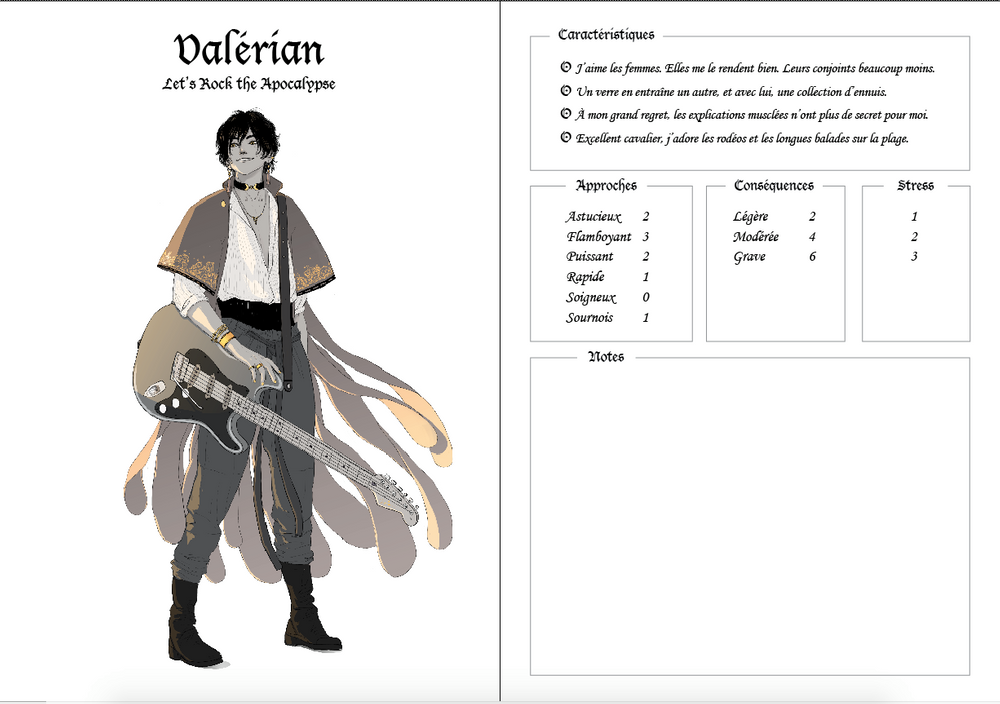 Valérian
Let's Rock the Apocalypse
Caractéristiques
J'aime les femmes. Elles me le rendent bien. Leurs conjoints beaucoup moins.
Un verre en entraîne un autre, et avec lui, une collection d'ennuis.
À mon grand regret, les explications musclées n'ont plus de secret pour moi.
Excellent cavalier, j'adore les rodéos et les longues balades sur la plage.
Approches
Astucieux 2
Flamboyant 3
Puissant 2
Rapide 1
Soigneux 0
Sournois 1
Conséquences
Légère 2
Modérée 4
Grave 6
Stress
1
2
3
Notes